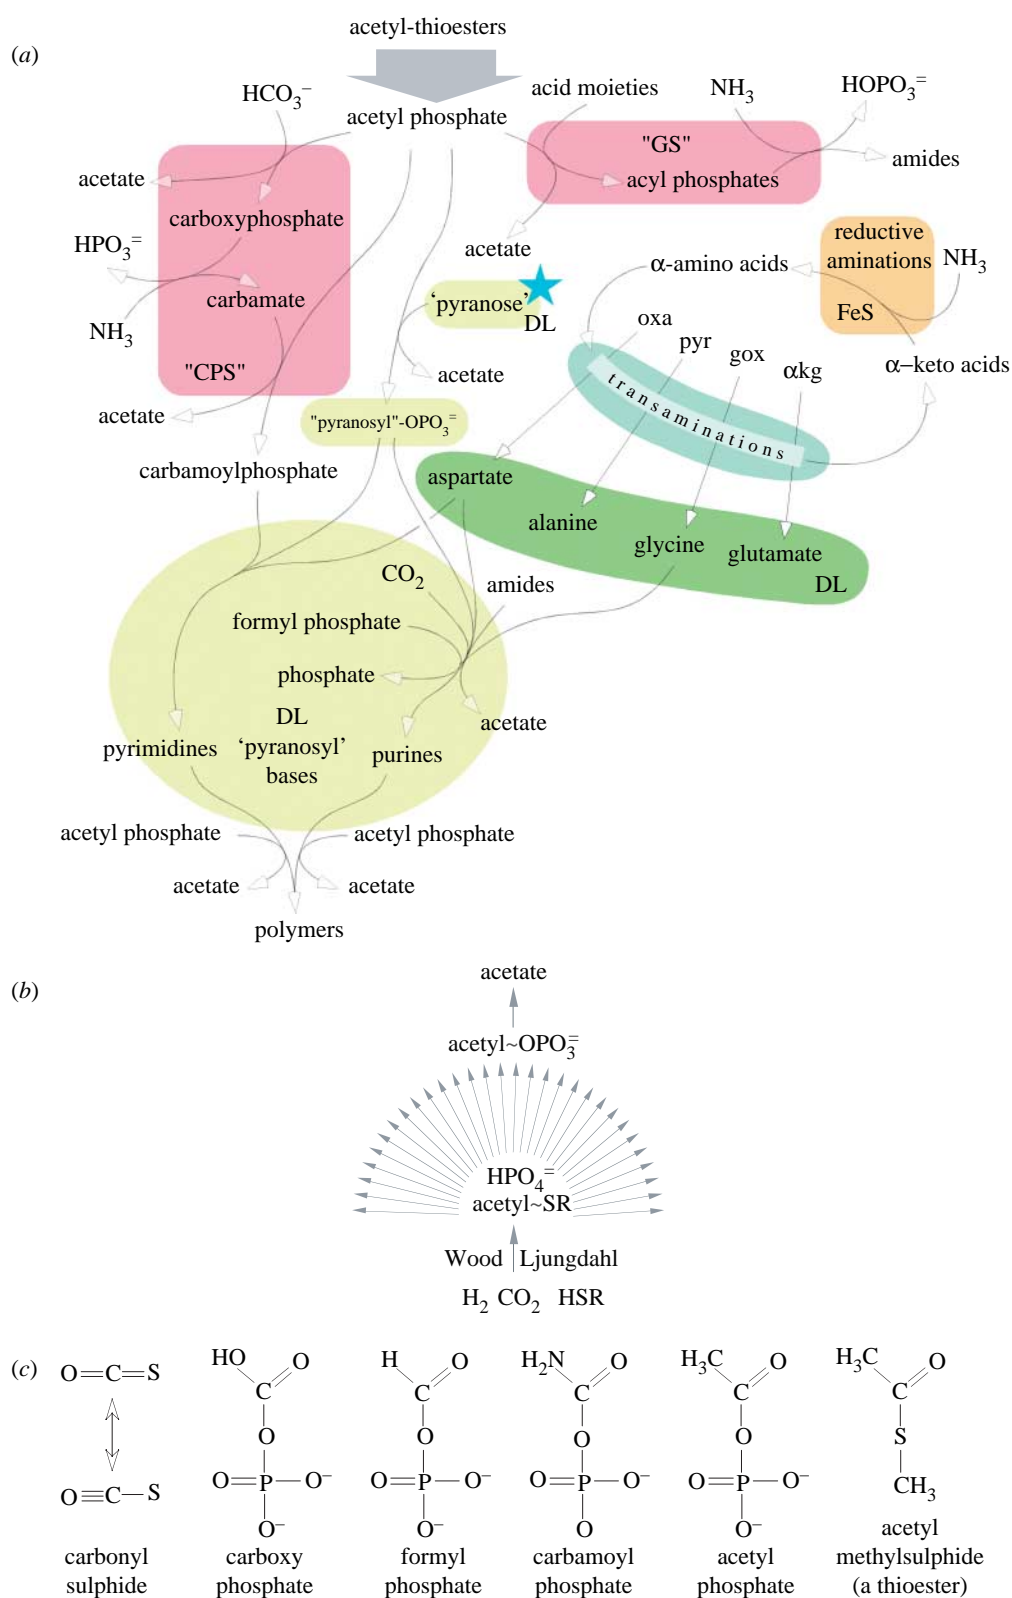 (a)
acetyl-thioesters
HCO₃⁻
acetyl phosphate
acid moieties
NH₃
HOPO₃⁼
"GS"
acetate
acyl phosphates
amides
carboxyphosphate
HPO₃⁼
acetate
α-amino acids
reductive
aminations
NH₃
FeS
carbamate
'pyranose'
DL
NH₃
oxa
pyr
gox
αkg
α–keto acids
"CPS"
acetate
acetate
transaminations
"pyranosyl"-OPO₃⁼
carbamoylphosphate
aspartate
alanine
glycine
glutamate
DL
CO₂
amides
formyl phosphate
phosphate
acetate
DL
'pyranosyl'
bases
pyrimidines
purines
acetyl phosphate
acetyl phosphate
acetate
acetate
polymers
(b)
acetate
acetyl~OPO₃⁼
HPO₄⁼
acetyl~SR
Wood Ljungdahl
H₂ CO₂ HSR
(c)
O=C=S
O≡C–S
carbonyl
sulphide
HO
O
C
O
O=P–O⁻
O⁻
carboxy
phosphate
H
O
C
O
O=P–O⁻
O⁻
formyl
phosphate
H₂N
O
C
O
O=P–O⁻
O
carbamoyl
phosphate
H₃C
O
C
O
O=P–O⁻
O⁻
acetyl
phosphate
H₃C
O
C
S
CH₃
acetyl
methylsulphide
(a thioester)